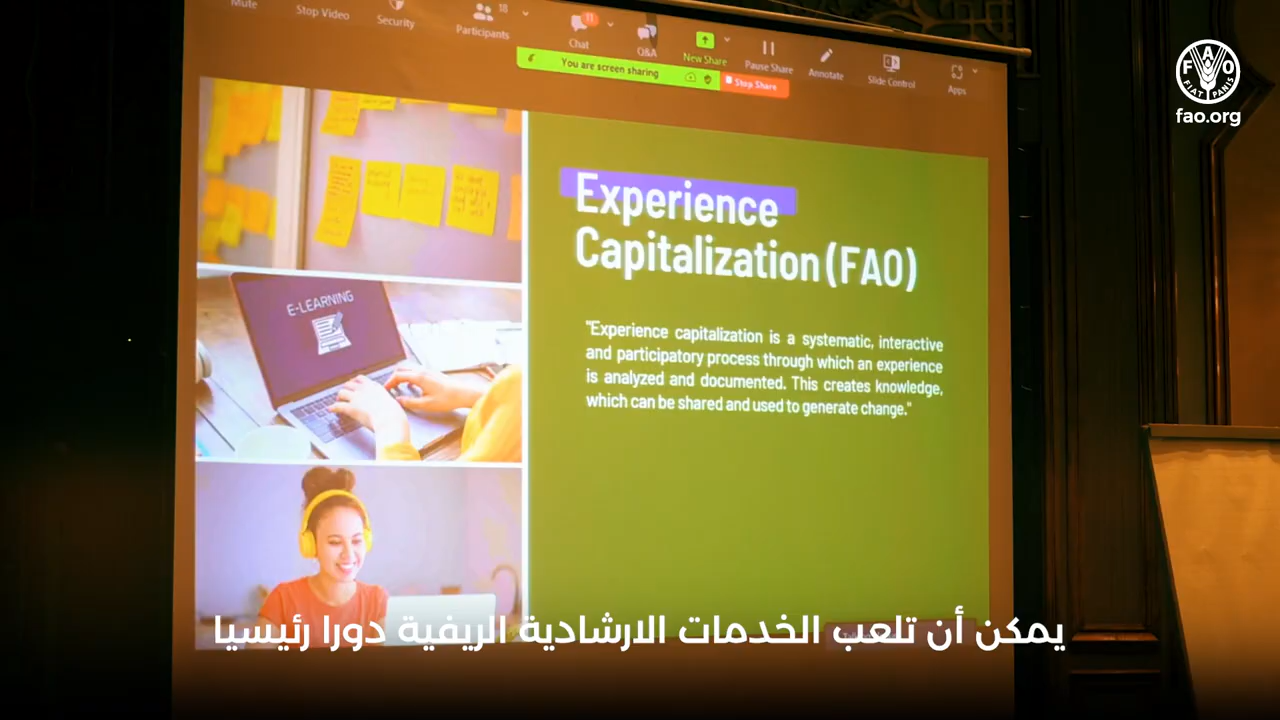 Mute
Stop Video
Security
Participants
18
Chat
11
Q&A
New Share
Pause Share
Annotate
Slide Control
Apps
You are screen sharing
Stop Share
FAO
FIAT PANIS
fao.org
Experience
Capitalization (FAO)
"Experience capitalization is a systematic, interactive
and participatory process through which an experience
is analyzed and documented. This creates knowledge,
which can be shared and used to generate change."
E-LEARNING
يمكن أن تلعب الخدمات الارشادية الريفية دورا رئيسيا